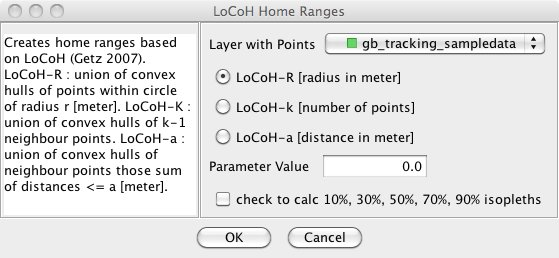 LoCoH Home Ranges
Creates home ranges based
on LoCoH (Getz 2007).
LoCoH-R : union of convex
hulls of points within circle
of radius r [meter]. LoCoH-K :
union of convex hulls of k-1
neighbour points. LoCoH-a :
union of convex hulls of
neighbour points those sum
of distances <= a [meter].
Layer with Points gb_tracking_sampledata
LoCoH-R [radius in meter]
LoCoH-k [number of points]
LoCoH-a [distance in meter]
Parameter Value 0.0
check to calc 10%, 30%, 50%, 70%, 90% isopleths
OK Cancel